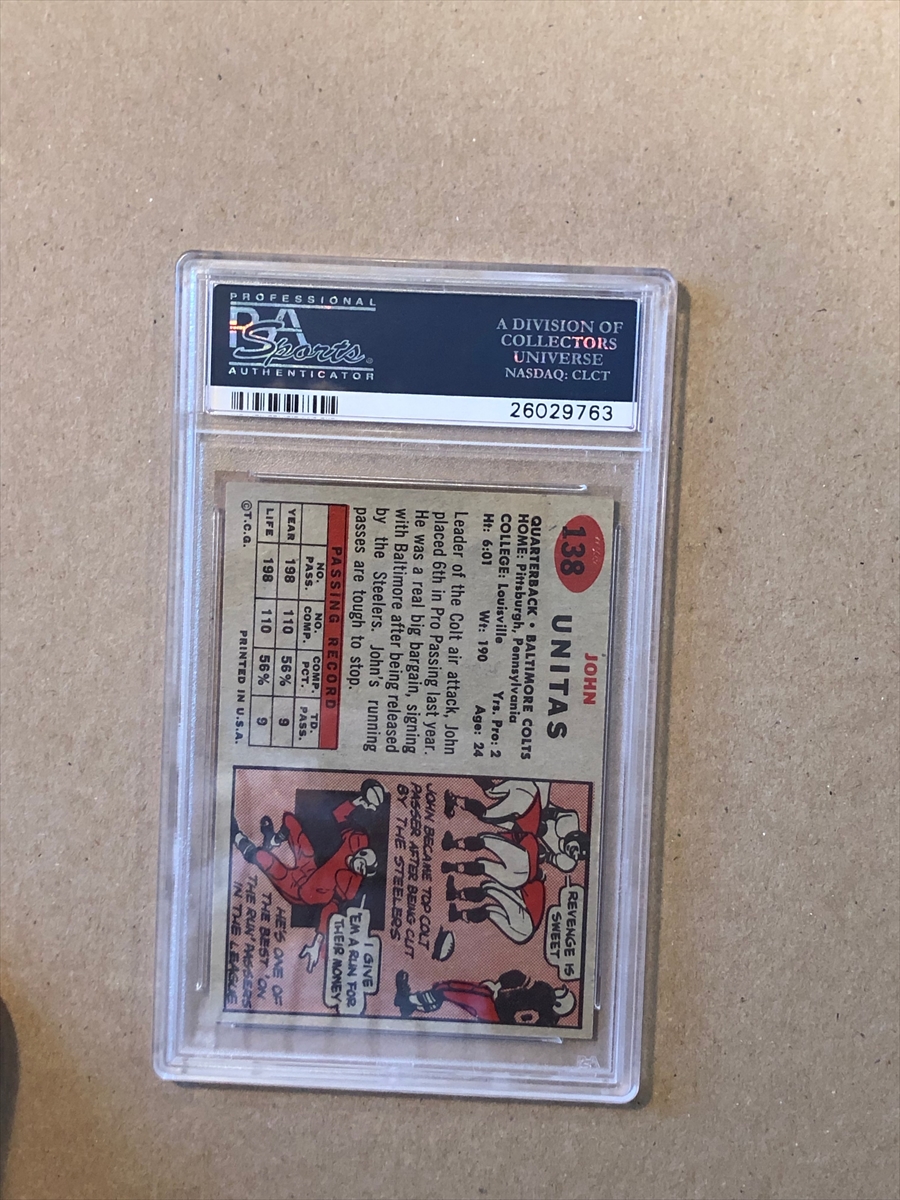 PROFESSIONAL
PSA
Sports
AUTHENTICATOR
A DIVISION OF
COLLECTORS
UNIVERSE
NASDAQ: CLCT
26029763
138
JOHN
UNITAS
QUARTERBACK • BALTIMORE COLTS
HOME: Pittsburgh, Pennsylvania
COLLEGE: Louisville Yrs. Pro: 2
Ht: 6:01 Wt: 190 Age: 24
Leader of the Colt air attack, John
placed 6th in Pro Passing last year.
He was a real big bargain, signing
with Baltimore after being released
by the Steelers. John's running
passes are tough to stop.
PASSING RECORD
NO. PASS. NO. COMP. COMP. PCT. TD. PASS.
YEAR 198 110 56% 9
LIFE 198 110 56% 9
©T.C.G. PRINTED IN U.S.A.
REVENGE IS
SWEET
JOHN BECAME TOP COLT
PASSER AFTER BEING CUT
BY THE STEELERS
I GIVE
'EM A RUN FOR
THEIR MONEY
HE'S ONE OF
THE BEST 'ON
THE RUN' PASSERS
IN THE LEAGUE